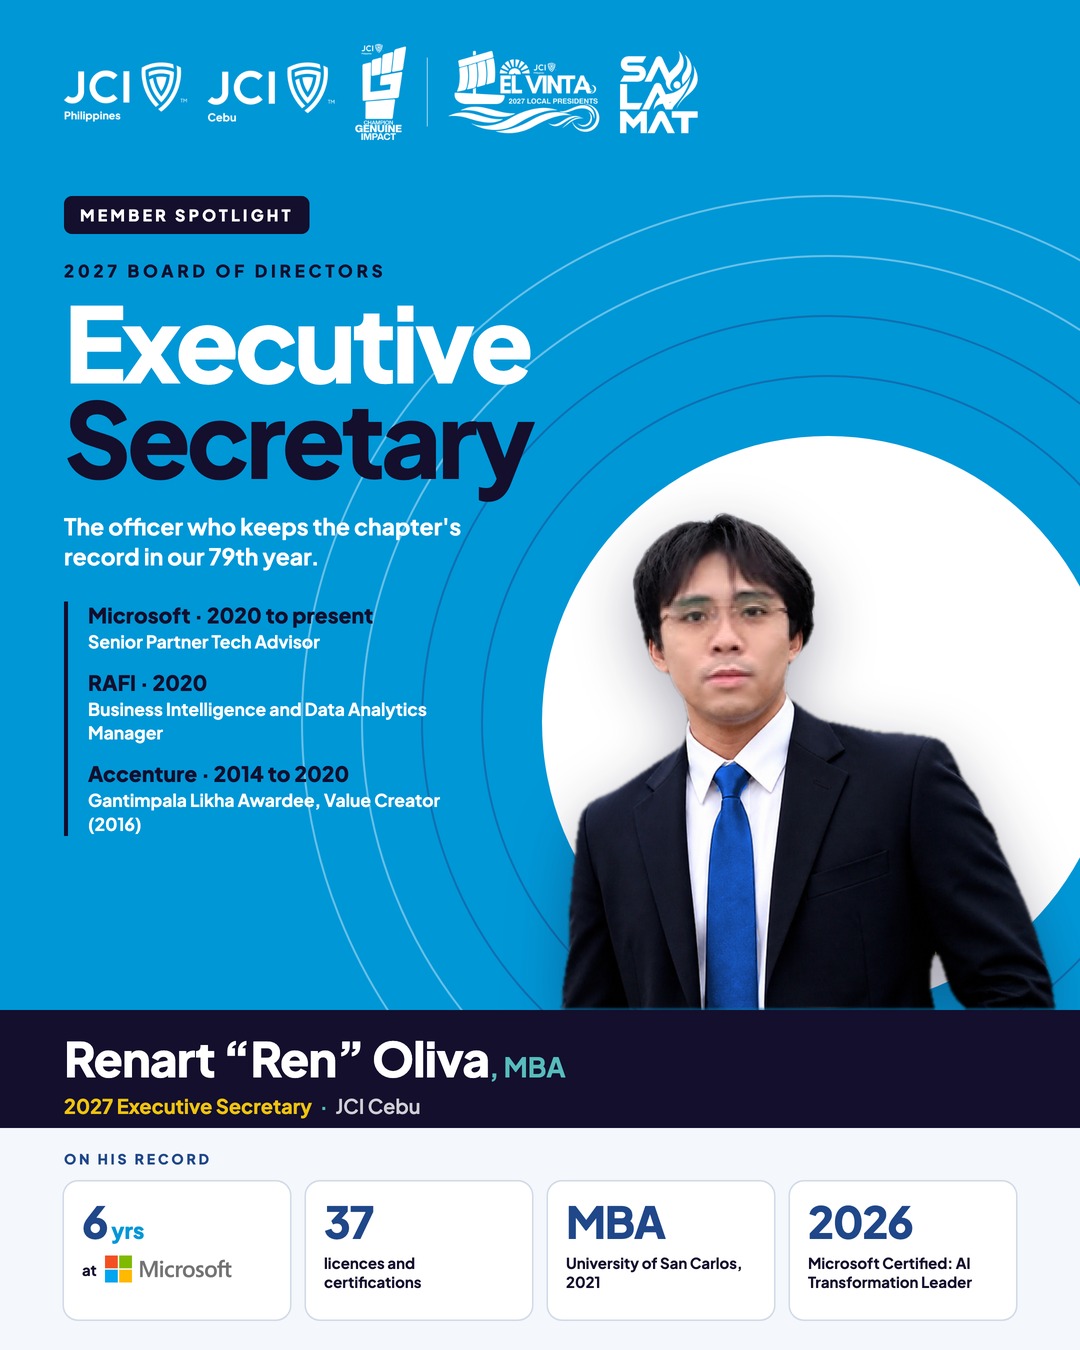 JCI
Philippines
JCI
Cebu
JCI
CHAMPION
GENUINE
IMPACT
JCI
EL VINTA
2027 LOCAL PRESIDENTS
SA
LA
MAT
MEMBER SPOTLIGHT
2027 BOARD OF DIRECTORS
Executive
Secretary
The officer who keeps the chapter's
record in our 79th year.
Microsoft · 2020 to present
Senior Partner Tech Advisor
RAFI · 2020
Business Intelligence and Data Analytics
Manager
Accenture · 2014 to 2020
Gantimpala Likha Awardee, Value Creator
(2016)
Renart “Ren” Oliva, MBA
2027 Executive Secretary · JCI Cebu
ON HIS RECORD
6 yrs
at Microsoft
37
licences and
certifications
MBA
University of San Carlos,
2021
2026
Microsoft Certified: AI
Transformation Leader